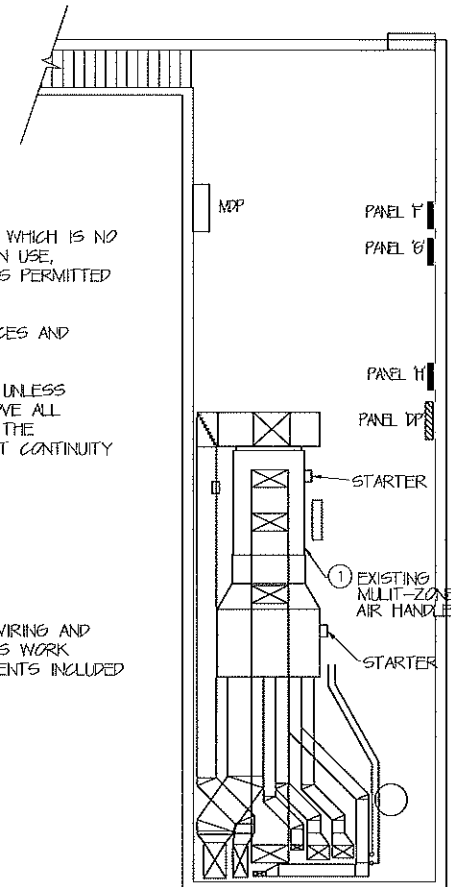 WHICH IS NO
N USE,
S PERMITTED
CES AND
UNLESS
VE ALL
THE
T CONTINUITY
WIRING AND
S WORK
ENTS INCLUDED
MDP
PANEL 'F'
PANEL 'G'
PANEL 'H'
PANEL 'DP'
STARTER
1 EXISTING
MULIT-ZONE
AIR HANDLE
STARTER